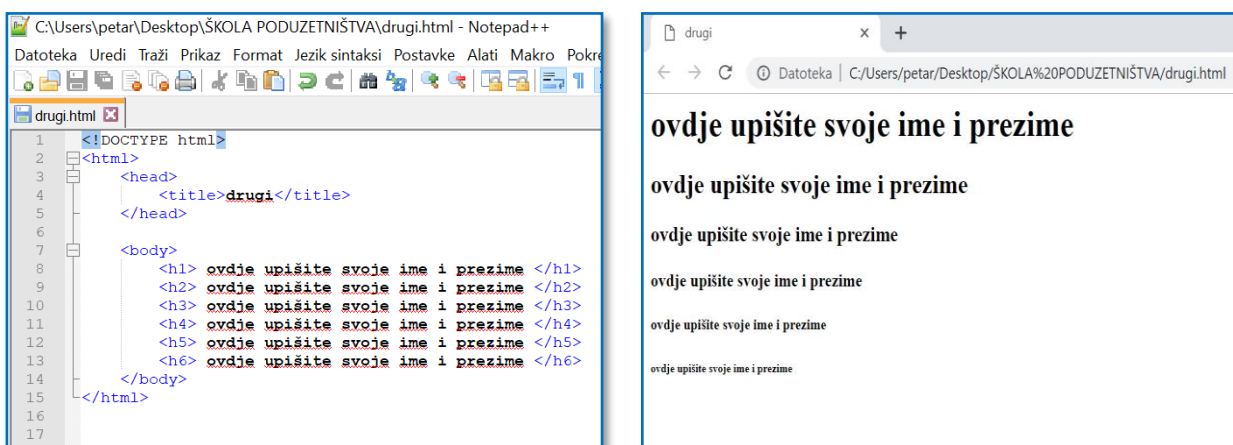 C:\Users\petar\Desktop\ŠKOLA PODUZETNIŠTVA\drugi.html - Notepad++
Datoteka Uredi Traži Prikaz Format Jezik sintaksi Postavke Alati Makro
drugi.html
1 <!DOCTYPE html>
2 <html>
3 <head>
4 <title>drugi</title>
5 </head>
6
7 <body>
8 <h1> ovdje upišite svoje ime i prezime </h1>
9 <h2> ovdje upišite svoje ime i prezime </h2>
10 <h3> ovdje upišite svoje ime i prezime </h3>
11 <h4> ovdje upišite svoje ime i prezime </h4>
12 <h5> ovdje upišite svoje ime i prezime </h5>
13 <h6> ovdje upišite svoje ime i prezime </h6>
14 </body>
15 </html>
16
17
drugi
Datoteka | C:/Users/petar/Desktop/ŠKOLA%20PODUZETNIŠTVA/drugi.html
ovdje upišite svoje ime i prezime
ovdje upišite svoje ime i prezime
ovdje upišite svoje ime i prezime
ovdje upišite svoje ime i prezime
ovdje upišite svoje ime i prezime
ovdje upišite svoje ime i prezime